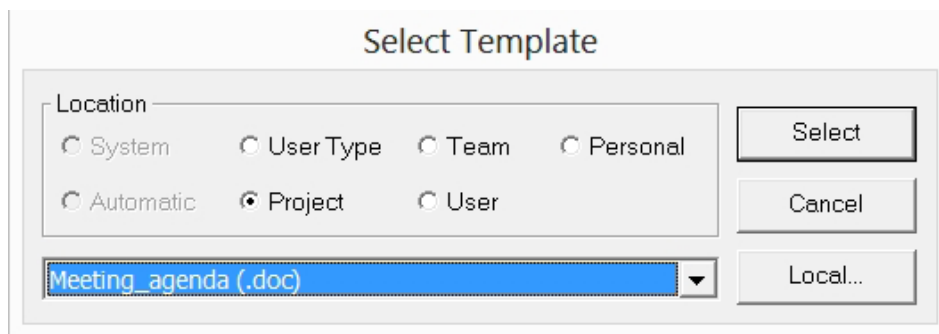 Select Template
Location
System User Type Team Personal
Select
Automatic Project User
Cancel
Meeting_agenda (.doc)
Local...